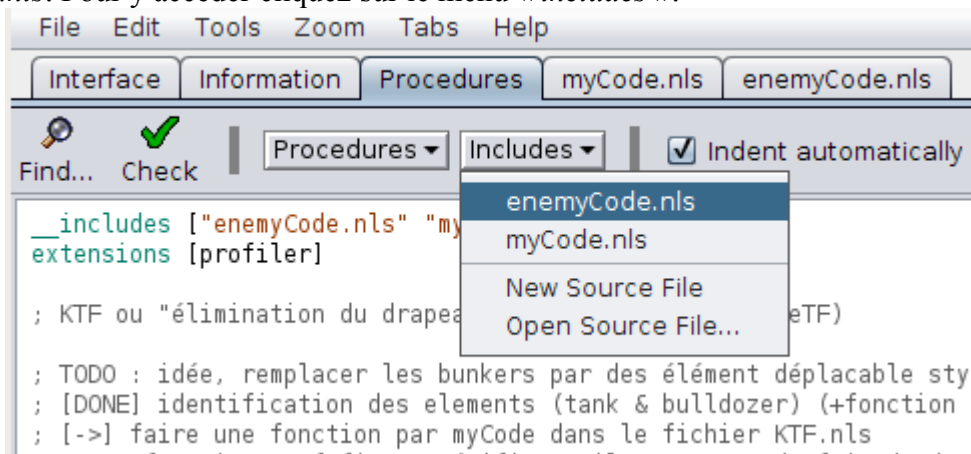 Pour y accéder cliquez sur le menu
File Edit Tools Zoom Tabs Help
Interface Information Procedures myCode.nls enemyCode.nls
Find... Check Procedures Includes Indent automatically
enemyCode.nls
myCode.nls
New Source File
Open Source File...
__includes ["enemyCode.nls" "my
extensions [profiler]
; KTF ou "élimination du drapea eTF)
; TODO : idée, remplacer les bunkers par des élément déplacable sty
; [DONE] identification des elements (tank & bulldozer) (+fonction
; [->] faire une fonction par myCode dans le fichier KTF.nls